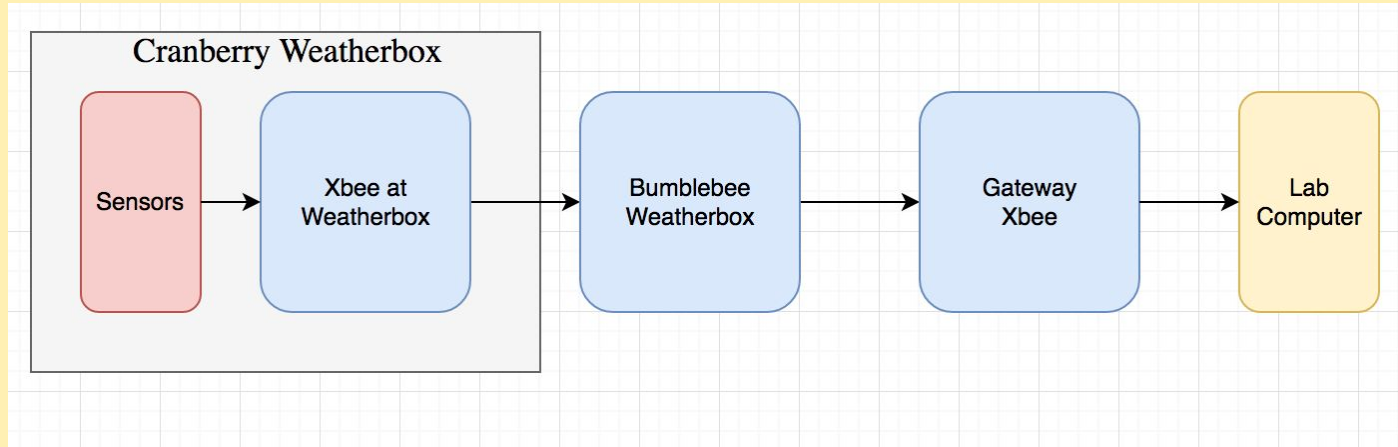 Cranberry Weatherbox
Sensors
Xbee at
Weatherbox
Bumblebee
Weatherbox
Gateway
Xbee
Lab
Computer